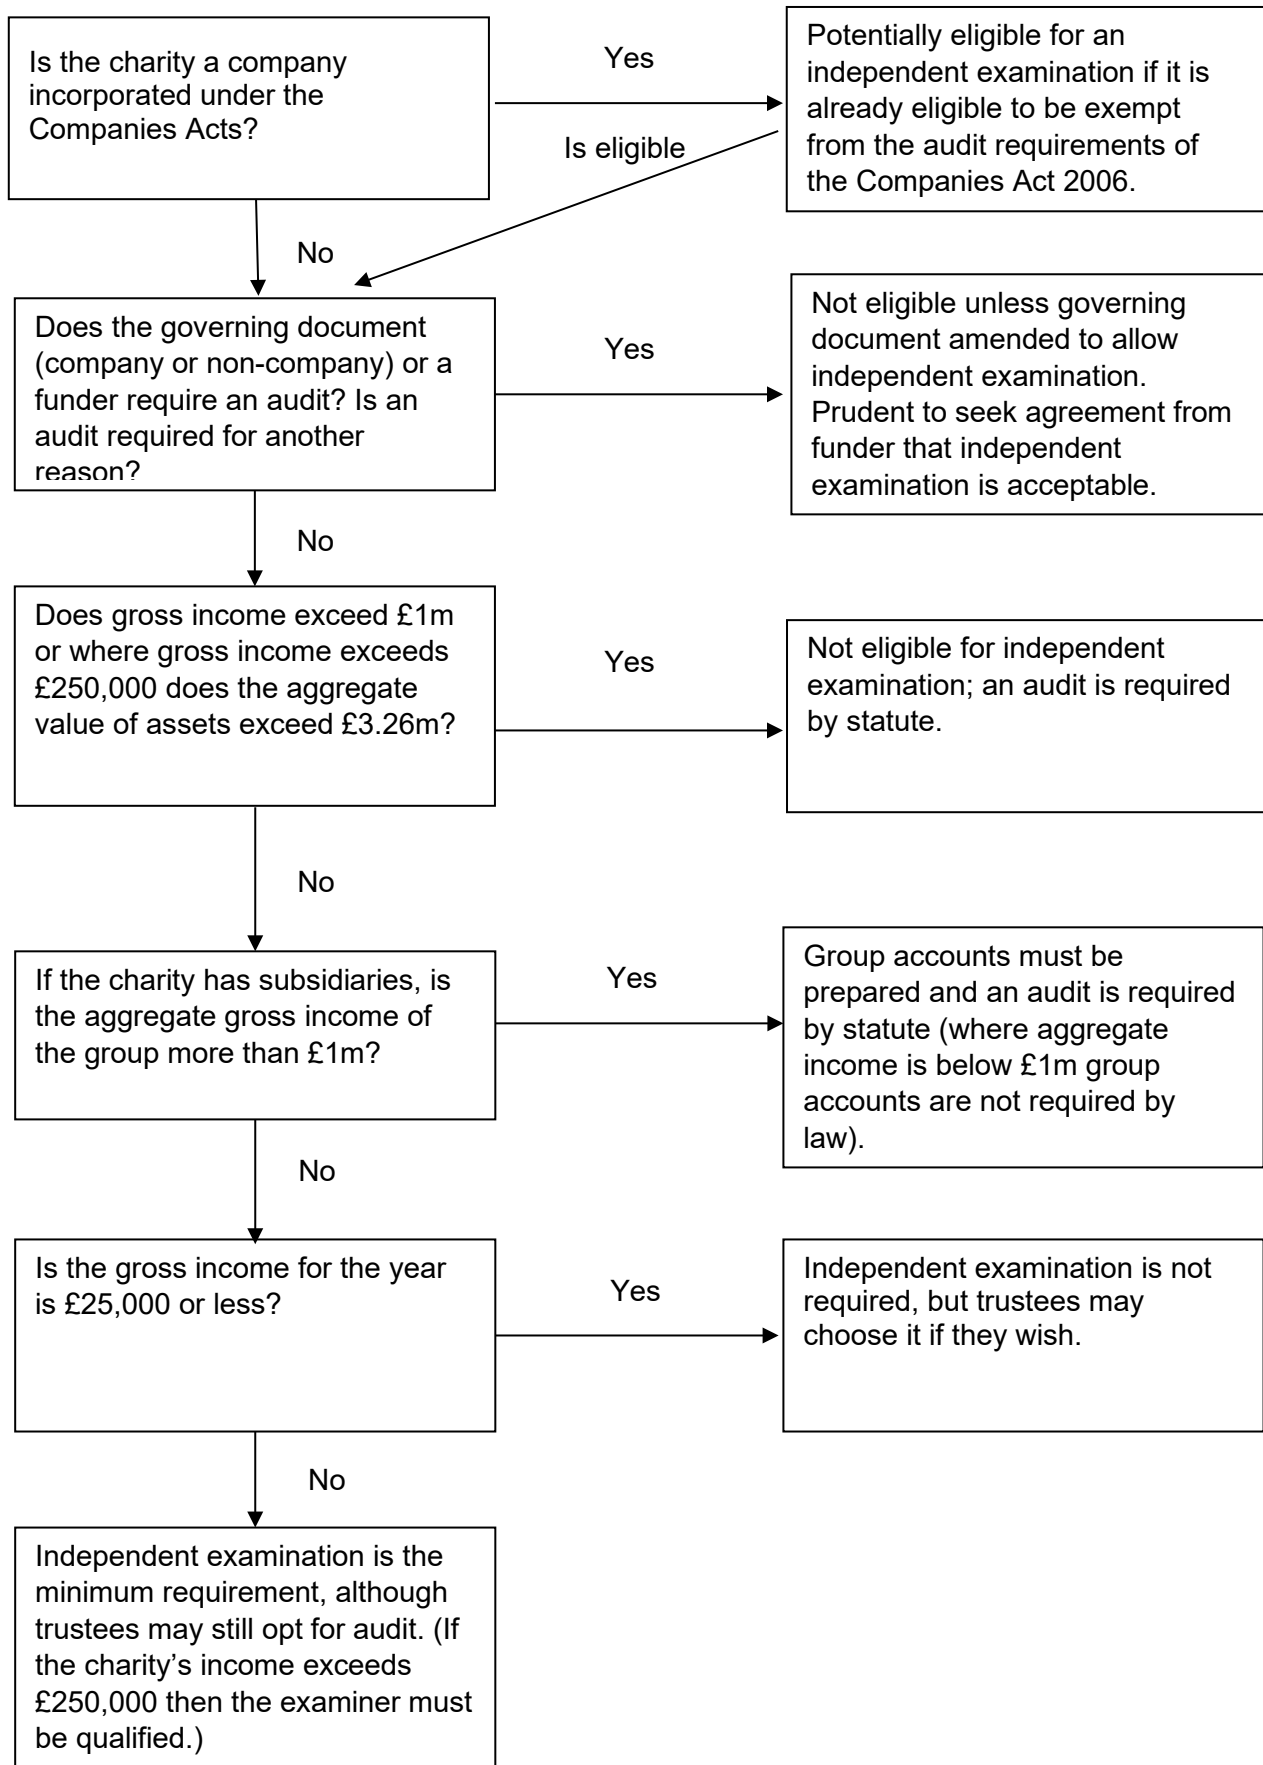 Is the charity a company
incorporated under the
Companies Acts?
Yes
Potentially eligible for an
independent examination if it is
already eligible to be exempt
from the audit requirements of
the Companies Act 2006.
Is eligible
No
Does the governing document
(company or non-company) or a
funder require an audit? Is an
audit required for another
reason?
Yes
Not eligible unless governing
document amended to allow
independent examination.
Prudent to seek agreement from
funder that independent
examination is acceptable.
No
Does gross income exceed £1m
or where gross income exceeds
£250,000 does the aggregate
value of assets exceed £3.26m?
Yes
Not eligible for independent
examination; an audit is required
by statute.
No
If the charity has subsidiaries, is
the aggregate gross income of
the group more than £1m?
Yes
Group accounts must be
prepared and an audit is required
by statute (where aggregate
income is below £1m group
accounts are not required by
law).
No
Is the gross income for the year
is £25,000 or less?
Yes
Independent examination is not
required, but trustees may
choose it if they wish.
No
Independent examination is the
minimum requirement, although
trustees may still opt for audit. (If
the charity’s income exceeds
£250,000 then the examiner must
be qualified.)